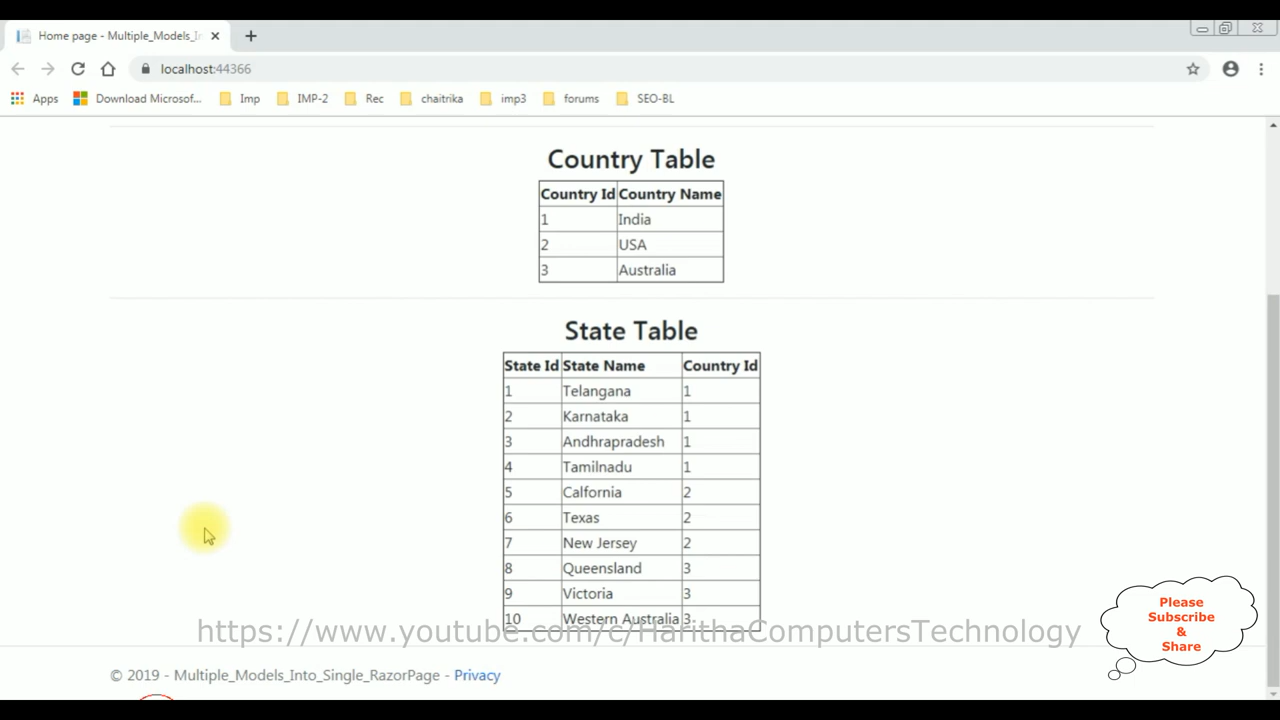 Home page - Multiple_Models_In
localhost:44366
Apps Download Microsof... Imp IMP-2 Rec chaitrika imp3 forums SEO-BL
Country Table
Country Id Country Name
1 India
2 USA
3 Australia
State Table
State Id State Name Country Id
1 Telangana 1
2 Karnataka 1
3 Andhrapradesh 1
4 Tamilnadu 1
5 Calfornia 2
6 Texas 2
7 New Jersey 2
8 Queensland 3
9 Victoria 3
10 Western Australia 3
https://www.youtube.com/c/HarithaComputersTechnology
Please
Subscribe
&
Share
© 2019 - Multiple_Models_Into_Single_RazorPage - Privacy